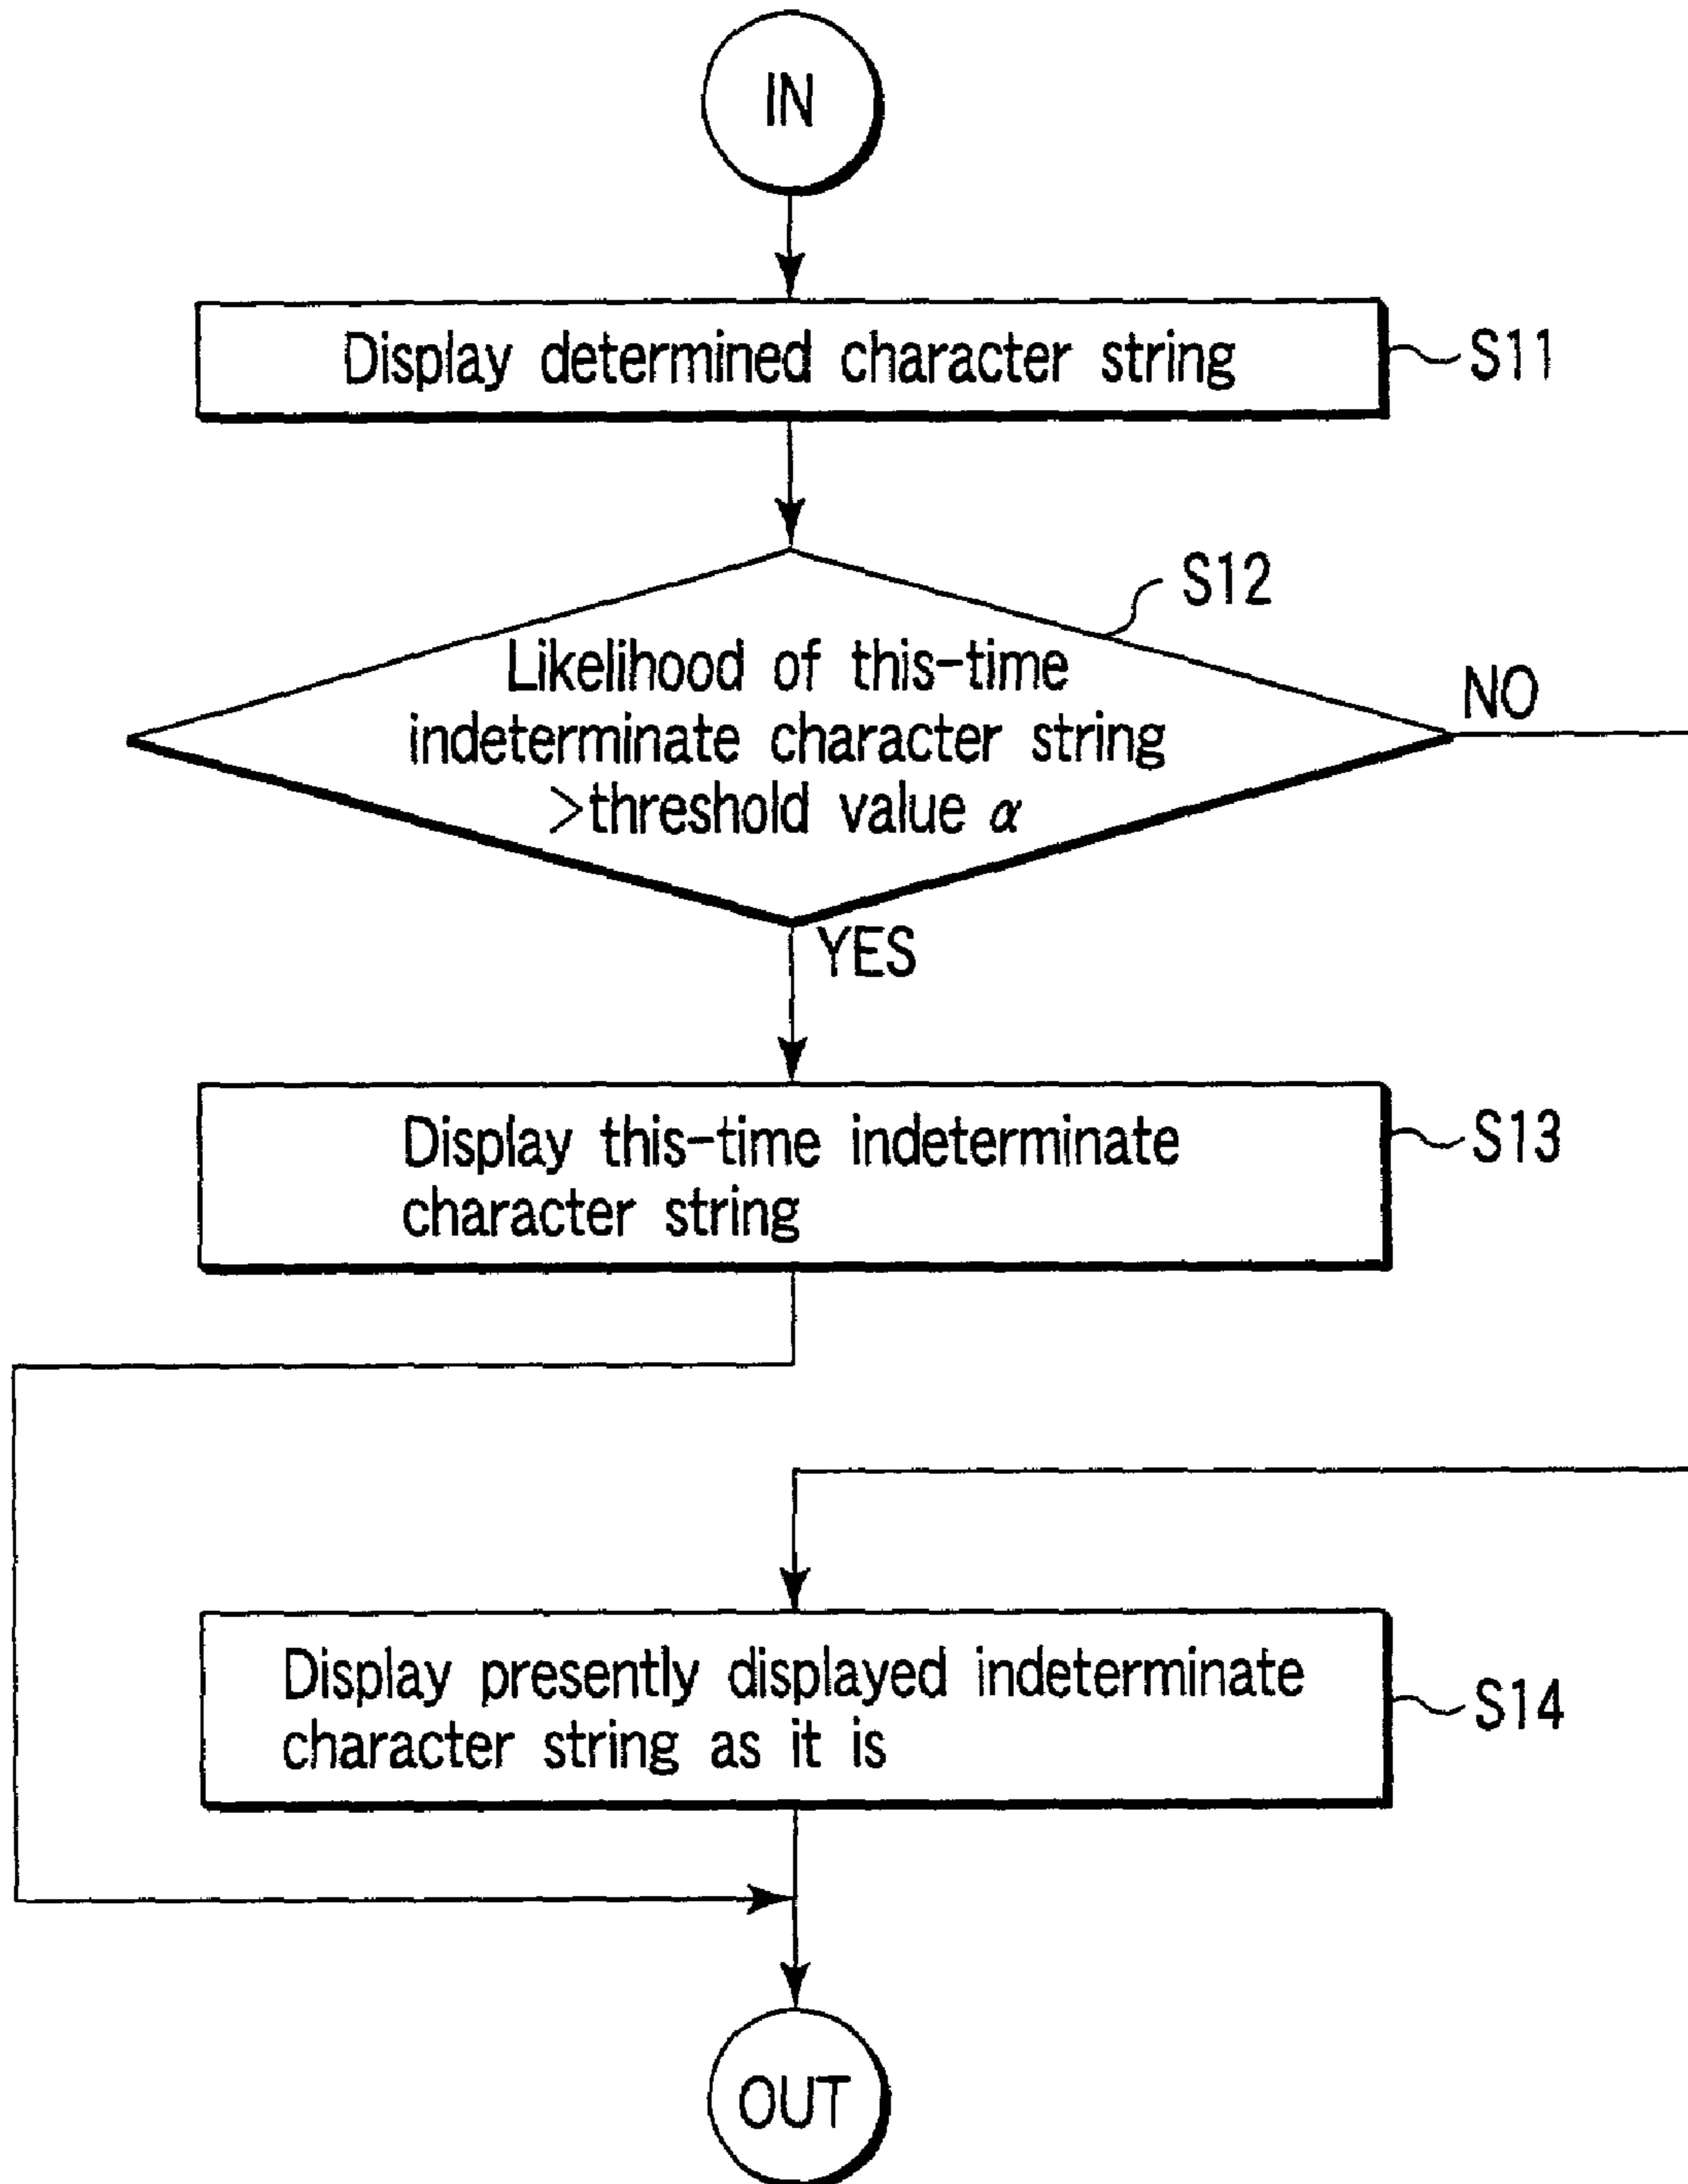 IN
Display determined character string
S11
S12
Likelihood of this-time
indeterminate character string
>threshold value α
NO
YES
Display this-time indeterminate
character string
S13
Display presently displayed indeterminate
character string as it is
S14
OUT